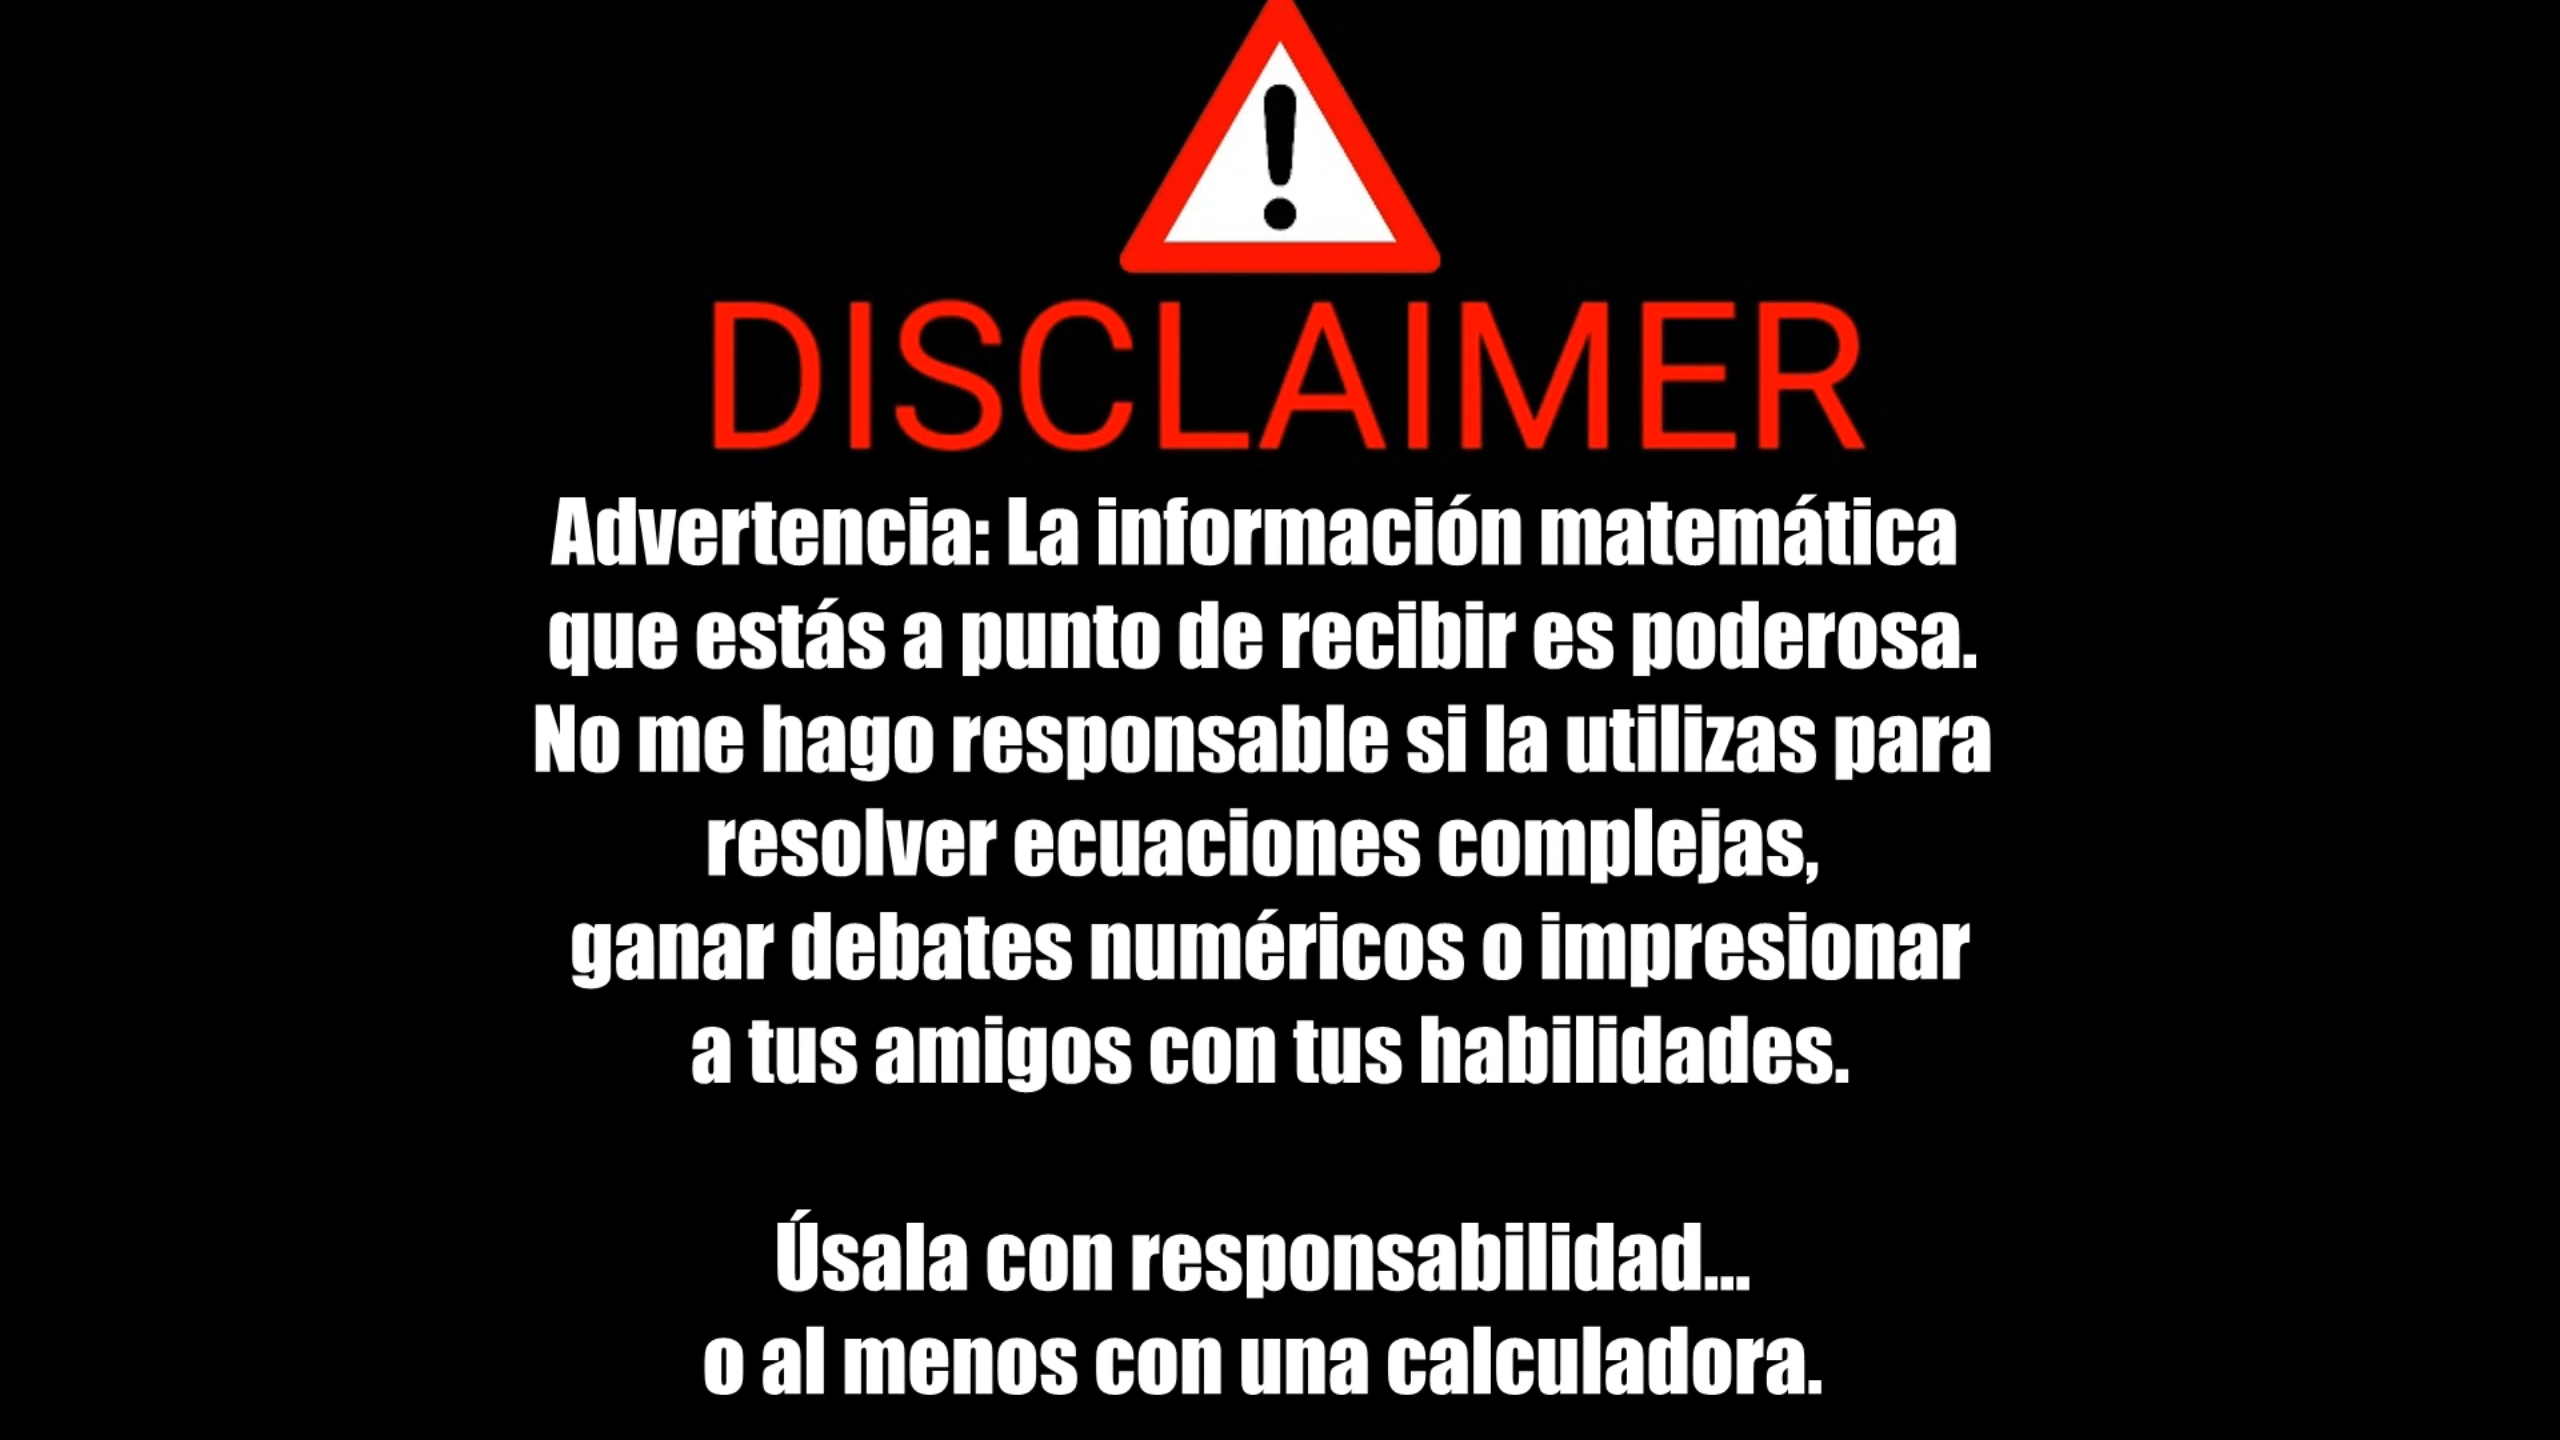 !
DISCLAIMER
Advertencia: La información matemática
que estás a punto de recibir es poderosa.
No me hago responsable si la utilizas para
resolver ecuaciones complejas,
ganar debates numéricos o impresionar
a tus amigos con tus habilidades.
Úsala con responsabilidad...
o al menos con una calculadora.